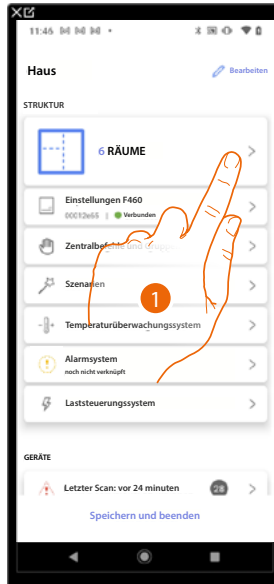 11:46
Haus
Bearbeiten
STRUKTUR
6 RÄUME
Einstellungen F460
00012e55 | Verbunden
Zentralbefehle und
Szenarien
1
Temperaturüberwachungssystem
Alarmsystem
noch nicht verknüpft
Laststeuerungssystem
GERÄTE
Letzter Scan: vor 24 minuten 28
Speichern und beenden